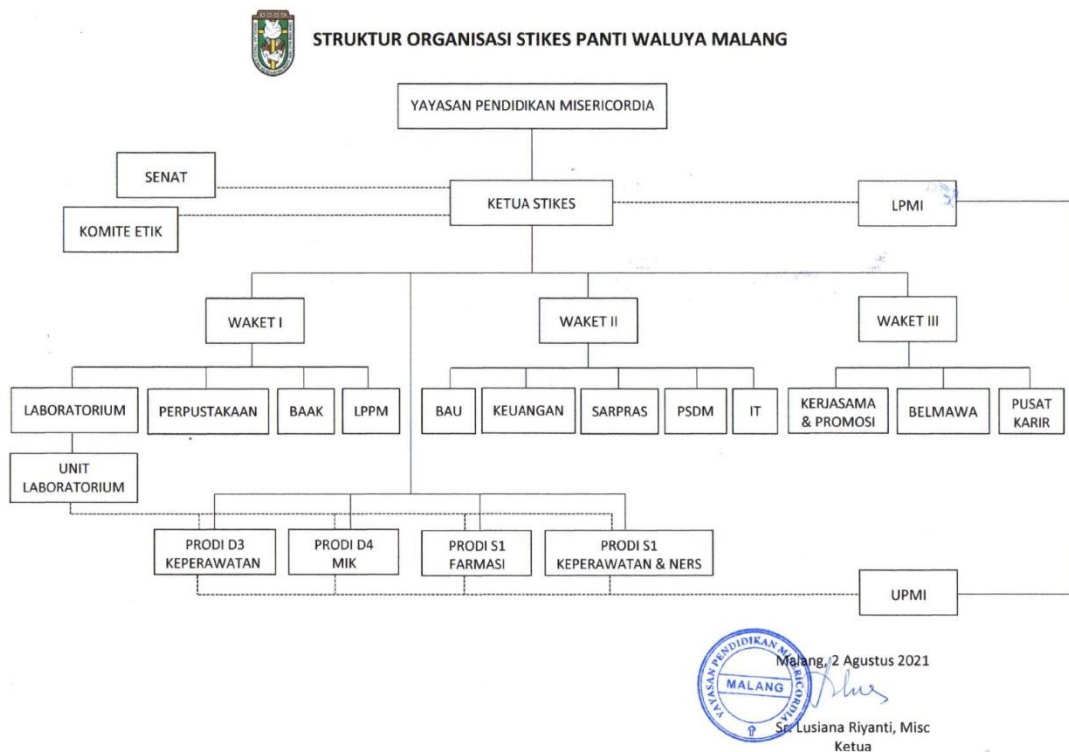 STRUKTUR ORGANISASI STIKES PANTI WALUYA MALANG
YAYASAN PENDIDIKAN MISERICORDIA
SENAT
KETUA STIKES
LPMI
KOMITE ETIK
WAKET I
WAKET II
WAKET III
LABORATORIUM
PERPUSTAKAAN
BAAK
LPPM
BAU
KEUANGAN
SARPRAS
PSDM
IT
KERJASAMA
& PROMOSI
BELMAWA
PUSAT
KARIR
UNIT
LABORATORIUM
PRODI D3
KEPERAWATAN
PRODI D4
MIK
PRODI S1
FARMASI
PRODI S1
KEPERAWATAN & NERS
UPMI
Malang, 2 Agustus 2021
YAYASAN PENDIDIKAN MISERICORDIA
MALANG
Sr. Lusiana Riyanti, Misc
Ketua